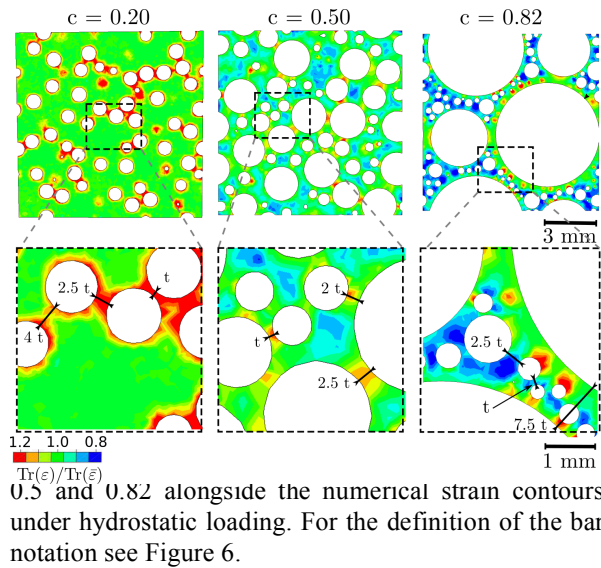 c = 0.20 c = 0.50 c = 0.82
3 mm
2.5 t t 4 t
2 t t 2.5 t
2.5 t t 7.5 t
1.2 1.0 0.8
Tr(ε)/Tr(ε̄)
1 mm
0.5 and 0.82 alongside the numerical strain contours
under hydrostatic loading. For the definition of the bar
notation see Figure 6.